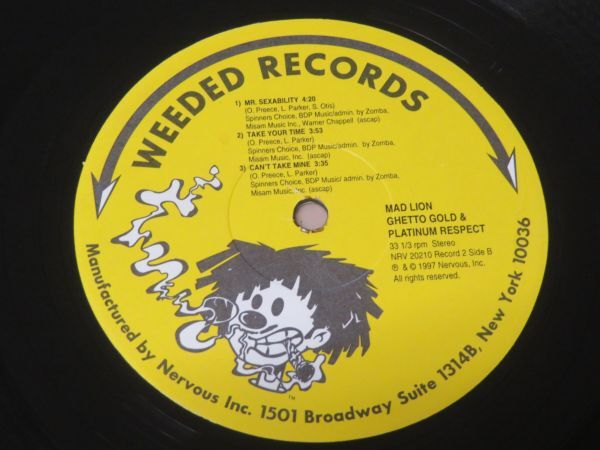 WEEDED RECORDS
1) MR. SEXABILITY 4:20
(O. Preece, L. Parker, S. Otis)
Spinners Choice, BDP Music/admin. by Zomba,
Misam Music Inc., Warner Chappell (ascap)
2) TAKE YOUR TIME 3:53
(O. Preece, L. Parker)
Spinners Choice, BDP Music/admin. by Zomba,
Misam Music, Inc. (ascap)
3) CAN'T TAKE MINE 3:35
(O. Preece, L. Parker)
Spinners Choice, BDP Music/ admin. by Zomba,
Misam Music, Inc. (ascap)
MAD LION
GHETTO GOLD &
PLATINUM RESPECT
33 1/3 rpm Stereo
NRV 20210 Record 2 Side B
℗ & © 1997 Nervous, Inc.
All rights reserved.
TM
Manufactured by Nervous Inc. 1501 Broadway Suite 1314B, New York 10036